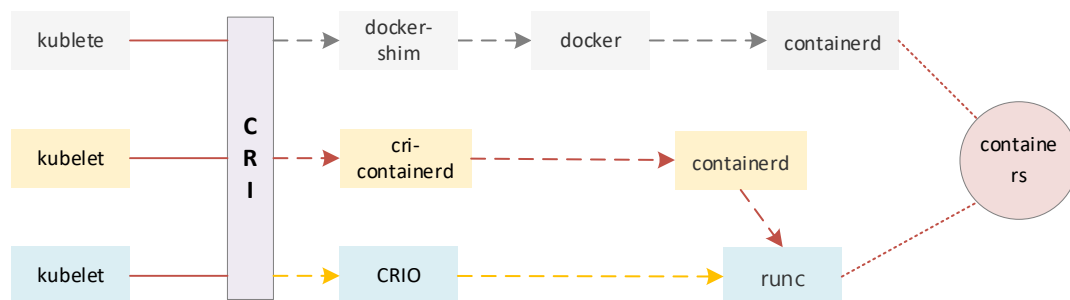 kublete
docker-
shim
docker
containerd
C
R
I
kubelet
cri-
containerd
containerd
containe
rs
kubelet
CRIO
runc